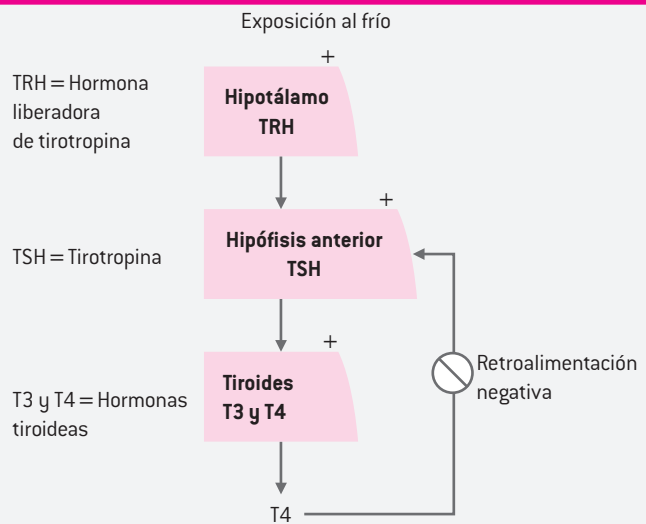 Exposición al frío
+
TRH = Hormona
liberadora
de tirotropina
Hipotálamo
TRH
+
TSH = Tirotropina
Hipófisis anterior
TSH
+
T3 y T4 = Hormonas
tiroideas
Tiroides
T3 y T4
Retroalimentación
negativa
T4